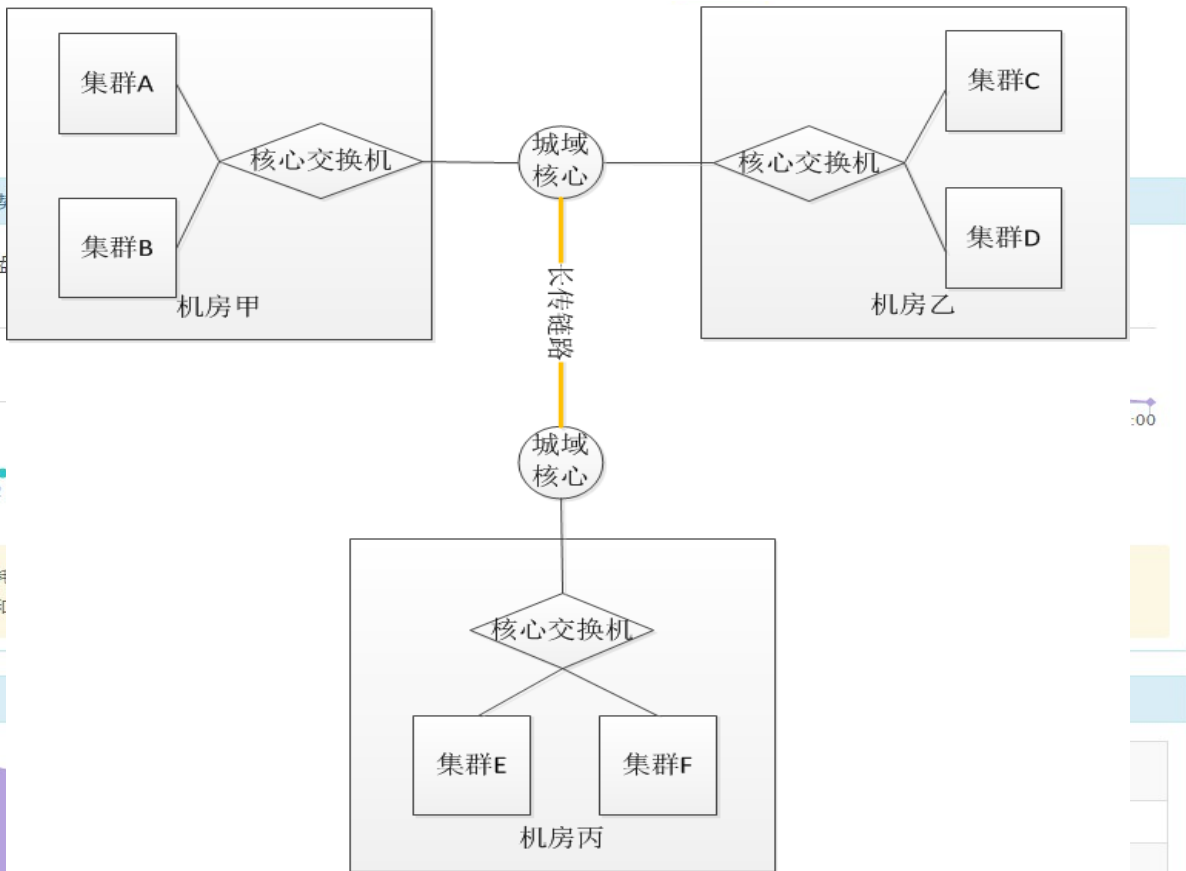 集群A
集群B
核心交换机
机房甲
城域
核心
核心交换机
集群C
集群D
机房乙
长传链路
:00
城域
核心
核心交换机
集群E
集群F
机房丙